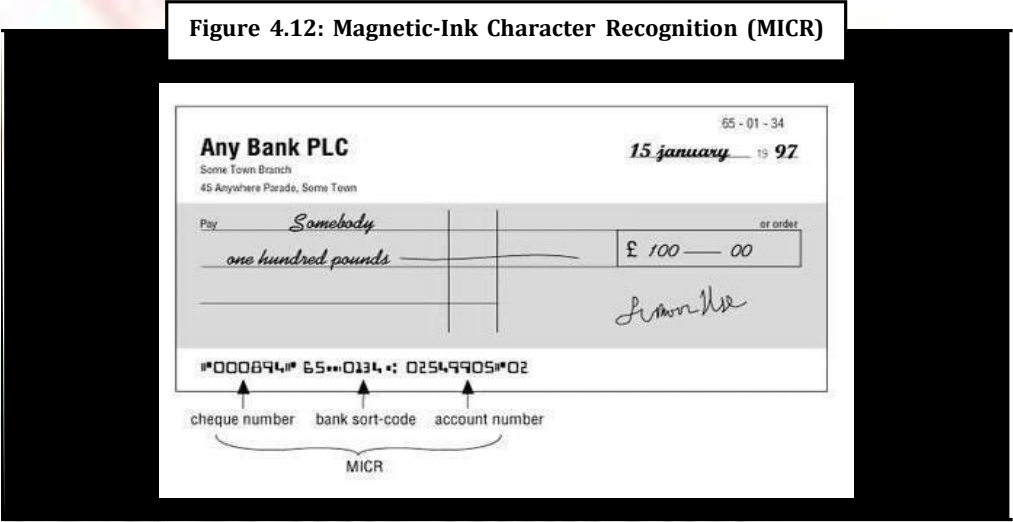 Figure 4.12: Magnetic-Ink Character Recognition (MICR)
65 - 01 - 34
Any Bank PLC
15 january 19 97
Some Town Branch
45 Anywhere Parade, Some Town
Pay Somebody or order
one hundred pounds £ 100 — 00
⑈000894⑈ 65⑉0134⑆ 02549905⑈02
cheque number bank sort-code account number
MICR